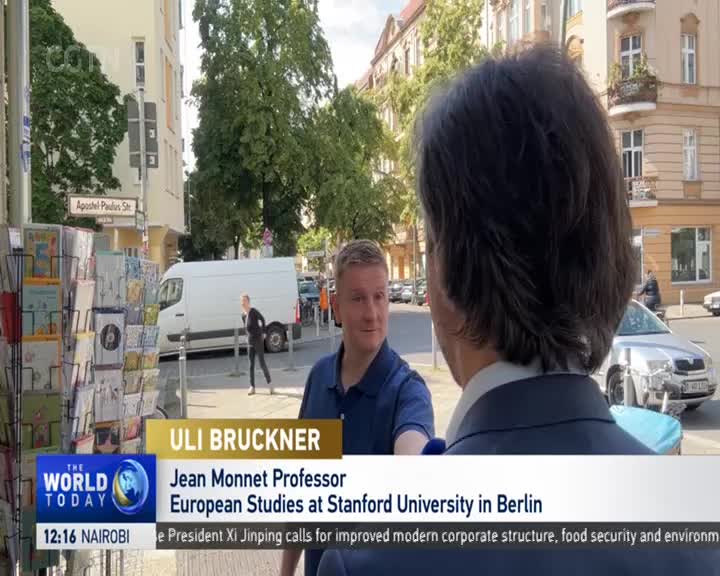 CGTN
Apostel-Paulus-Str.
ULI BRUCKNER
Jean Monnet Professor
European Studies at Stanford University in Berlin
THE
WORLD
TODAY
12:16 NAIROBI
e President Xi Jinping calls for improved modern corporate structure, food security and environm